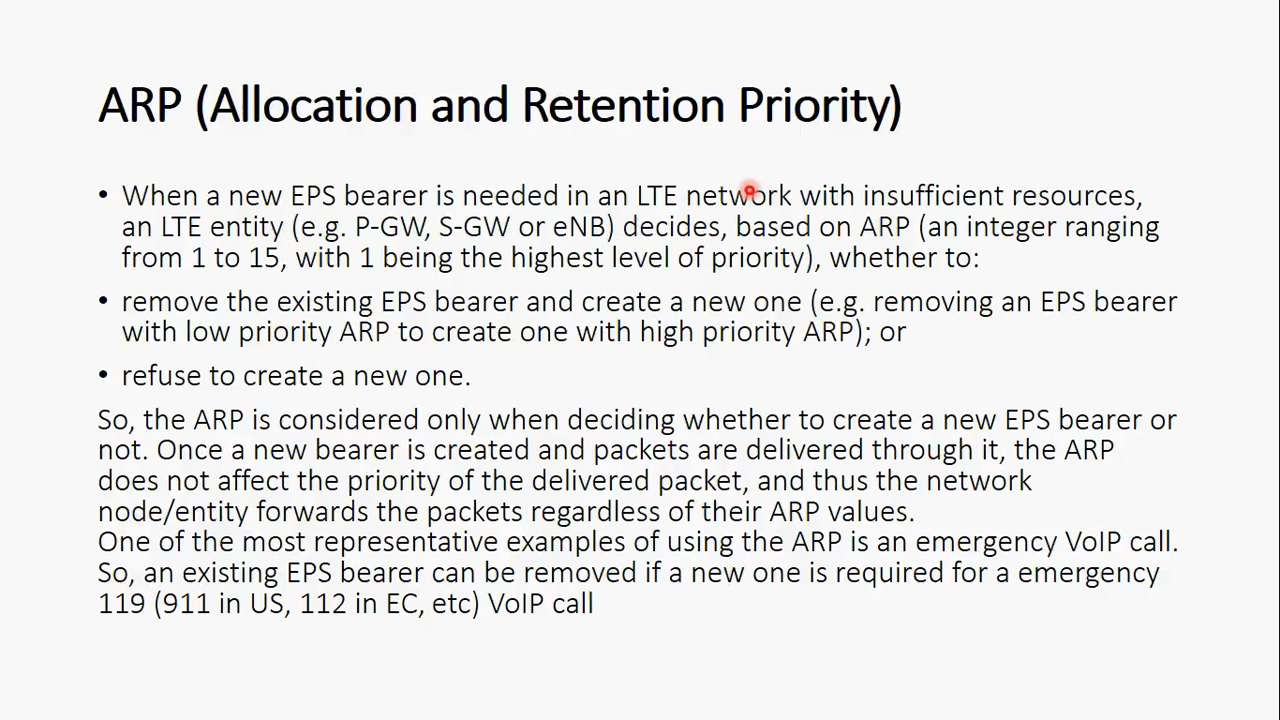 ARP (Allocation and Retention Priority)
• When a new EPS bearer is needed in an LTE network with insufficient resources,
an LTE entity (e.g. P-GW, S-GW or eNB) decides, based on ARP (an integer ranging
from 1 to 15, with 1 being the highest level of priority), whether to:
• remove the existing EPS bearer and create a new one (e.g. removing an EPS bearer
with low priority ARP to create one with high priority ARP); or
• refuse to create a new one.
So, the ARP is considered only when deciding whether to create a new EPS bearer or
not. Once a new bearer is created and packets are delivered through it, the ARP
does not affect the priority of the delivered packet, and thus the network
node/entity forwards the packets regardless of their ARP values.
One of the most representative examples of using the ARP is an emergency VoIP call.
So, an existing EPS bearer can be removed if a new one is required for a emergency
119 (911 in US, 112 in EC, etc) VoIP call